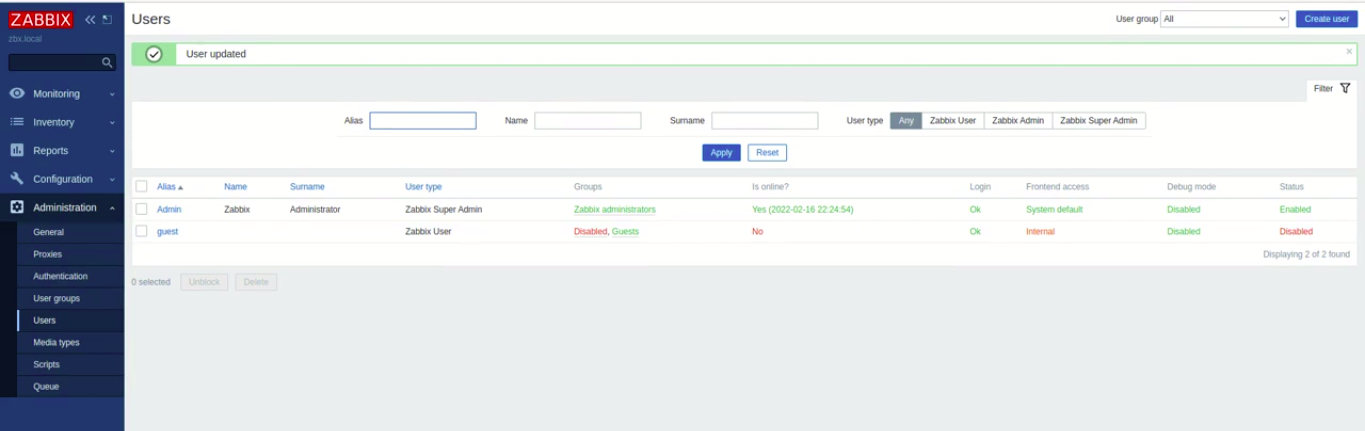 ZABBIX
zbx.local
Monitoring
Inventory
Reports
Configuration
Administration
General
Proxies
Authentication
User groups
Users
Media types
Scripts
Queue
Users
User group All
Create user
User updated
Filter
Alias Name Surname User type Any Zabbix User Zabbix Admin Zabbix Super Admin
Apply Reset
Alias Name Surname User type Groups Is online? Login Frontend access Debug mode Status
Admin Zabbix Administrator Zabbix Super Admin Zabbix administrators Yes (2022-02-16 22:24:54) Ok System default Disabled Enabled
guest Zabbix User Disabled, Guests No Ok Internal Disabled Disabled
Displaying 2 of 2 found
0 selected Unblock Delete